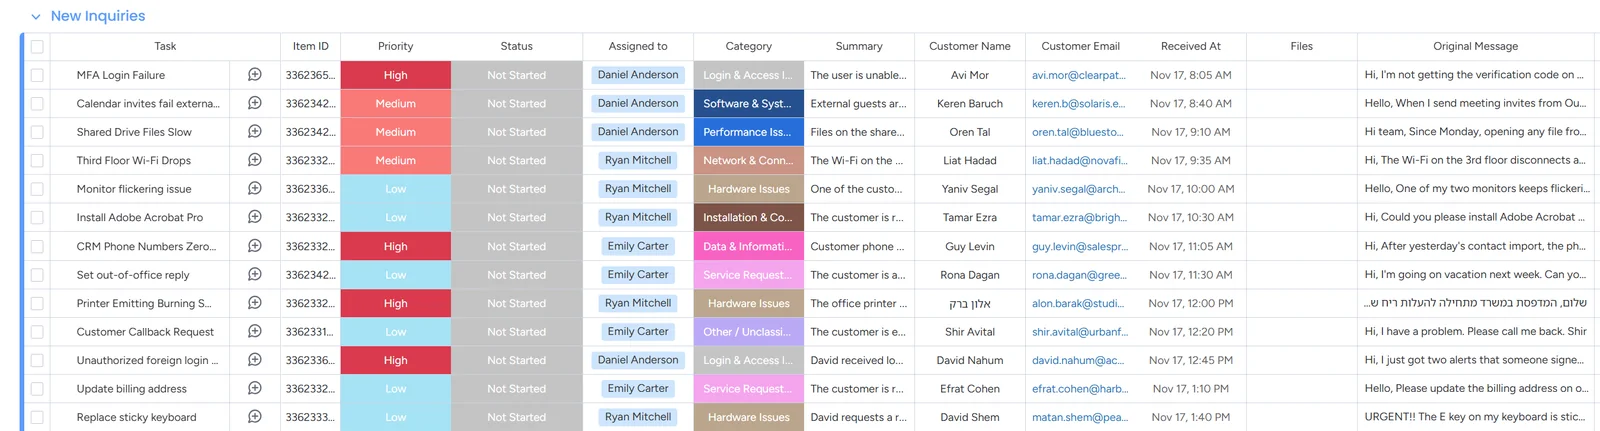 New Inquiries
Task Item ID Priority Status Assigned to Category Summary Customer Name Customer Email Received At Files Original Message
MFA Login Failure 3362365... High Not Started Daniel Anderson Login & Access I... The user is unable... Avi Mor avi.mor@clearpat... Nov 17, 8:05 AM Hi, I'm not getting the verification code on ...
Calendar invites fail externa... 3362342... Medium Not Started Daniel Anderson Software & Syst... External guests ar... Keren Baruch keren.b@solaris.e... Nov 17, 8:40 AM Hello, When I send meeting invites from Ou...
Shared Drive Files Slow 3362342... Medium Not Started Daniel Anderson Performance Iss... Files on the share... Oren Tal oren.tal@bluesto... Nov 17, 9:10 AM Hi team, Since Monday, opening any file fro...
Third Floor Wi-Fi Drops 3362332... Medium Not Started Ryan Mitchell Network & Conn... The Wi-Fi on the ... Liat Hadad liat.hadad@novafi... Nov 17, 9:35 AM Hi, The Wi-Fi on the 3rd floor disconnects a...
Monitor flickering issue 3362336... Low Not Started Ryan Mitchell Hardware Issues One of the custo... Yaniv Segal yaniv.segal@arch... Nov 17, 10:00 AM Hello, One of my two monitors keeps flickeri...
Install Adobe Acrobat Pro 3362332... Low Not Started Ryan Mitchell Installation & Co... The customer is r... Tamar Ezra tamar.ezra@brigh... Nov 17, 10:30 AM Hi, Could you please install Adobe Acrobat ...
CRM Phone Numbers Zero... 3362332... High Not Started Emily Carter Data & Informati... Customer phone ... Guy Levin guy.levin@salespr... Nov 17, 11:05 AM Hi, After yesterday's contact import, the ph...
Set out-of-office reply 3362342... Low Not Started Emily Carter Service Request... The customer is a... Rona Dagan rona.dagan@gree... Nov 17, 11:30 AM Hi, I'm going on vacation next week. Can yo...
Printer Emitting Burning S... 3362332... High Not Started Ryan Mitchell Hardware Issues The office printer ... אלון ברק alon.barak@studi... Nov 17, 12:00 PM שלום, המדפסת במשרד מתחילה להעלות ריח ש...
Customer Callback Request 3362331... Low Not Started Emily Carter Other / Unclassi... The customer is e... Shir Avital shir.avital@urbanf... Nov 17, 12:20 PM Hi, I have a problem. Please call me back. Shir
Unauthorized foreign login ... 3362336... High Not Started Daniel Anderson Login & Access I... David received lo... David Nahum david.nahum@ac... Nov 17, 12:45 PM Hi, I just got two alerts that someone signe...
Update billing address 3362332... Low Not Started Emily Carter Service Request... The customer is r... Efrat Cohen efrat.cohen@harb... Nov 17, 1:10 PM Hello, Please update the billing address on o...
Replace sticky keyboard 3362333... Low Not Started Ryan Mitchell Hardware Issues David requests a r... David Shem matan.shem@pea... Nov 17, 1:40 PM URGENT!! The E key on my keyboard is stic...